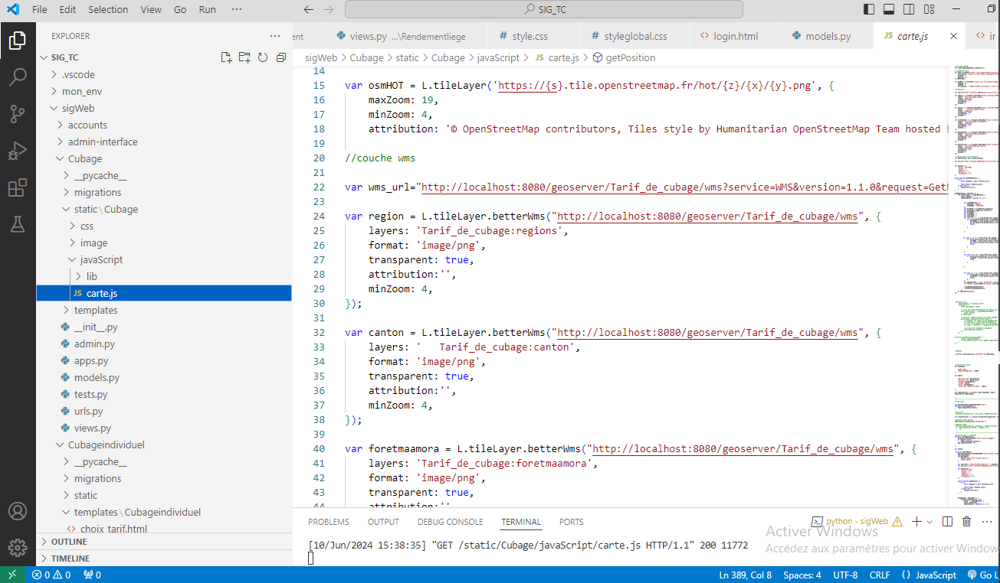 File Edit Selection View Go Run ··· SIG_TC
EXPLORER ···
SIG_TC
.vscode
mon_env
sigWeb
accounts
admin-interface
Cubage
__pycache__
migrations
static\Cubage
css
image
javaScript
lib
JS carte.js
templates
__init__.py
admin.py
apps.py
models.py
tests.py
urls.py
views.py
Cubageindividuel
__pycache__
migrations
static
templates\Cubageindividuel
choix tarif.html
OUTLINE
TIMELINE
ent views.py ...\Rendementliege # style.css # styleglobal.css <> login.html models.py JS carte.js <> in
sigWeb > Cubage > static > Cubage > javaScript > JS carte.js > getPosition
14
15 var osmHOT = L.tileLayer('https://{s}.tile.openstreetmap.fr/hot/{z}/{x}/{y}.png', {
16 maxZoom: 19,
17 minZoom: 4,
18 attribution: '© OpenStreetMap contributors, Tiles style by Humanitarian OpenStreetMap Team hosted b
19
20 //couche wms
21
22 var wms_url="http://localhost:8080/geoserver/Tarif_de_cubage/wms?service=WMS&version=1.1.0&request=GetM
23
24 var region = L.tileLayer.betterWms("http://localhost:8080/geoserver/Tarif_de_cubage/wms", {
25 layers: 'Tarif_de_cubage:regions',
26 format: 'image/png',
27 transparent: true,
28 attribution:'',
29 minZoom: 4,
30 });
31
32 var canton = L.tileLayer.betterWms("http://localhost:8080/geoserver/Tarif_de_cubage/wms", {
33 layers: '   Tarif_de_cubage:canton',
34 format: 'image/png',
35 transparent: true,
36 attribution:'',
37 minZoom: 4,
38 });
39
40 var foretmaamora = L.tileLayer.betterWms("http://localhost:8080/geoserver/Tarif_de_cubage/wms", {
41 layers: 'Tarif_de_cubage:foretmaamora',
42 format: 'image/png',
43 transparent: true,
44 attribution:''
PROBLEMS OUTPUT DEBUG CONSOLE TERMINAL PORTS python - sigWeb ···
[10/Jun/2024 15:38:35] "GET /static/Cubage/javaScript/carte.js HTTP/1.1" 200 11772
Activer Windows
Accédez aux paramètres pour activer Window
0 0 0 Ln 389, Col 8 Spaces: 4 UTF-8 CRLF {} JavaScript Go L